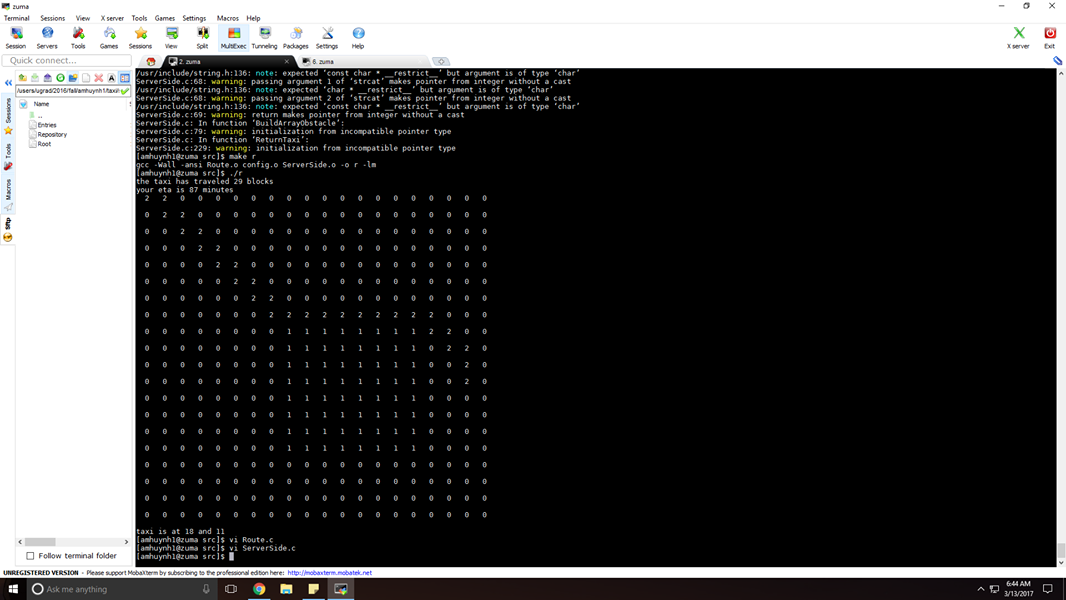 zuma
Terminal Sessions View X server Tools Games Settings Macros Help
Session Servers Tools Games Sessions View Split MultiExec Tunneling Packages Settings Help X server Exit
Quick connect...
2. zuma
6. zuma
/users/ugrad/2016/fall/amhuynh1/taxi/
Name
..
Entries
Repository
Root
Sessions
Tools
Macros
Sftp
Follow terminal folder
/usr/include/string.h:136: note: expected ‘const char * __restrict__’ but argument is of type ‘char’
ServerSide.c:68: warning: passing argument 1 of ‘strcat’ makes pointer from integer without a cast
/usr/include/string.h:136: note: expected ‘char * __restrict__’ but argument is of type ‘char’
ServerSide.c:68: warning: passing argument 2 of ‘strcat’ makes pointer from integer without a cast
/usr/include/string.h:136: note: expected ‘const char * __restrict__’ but argument is of type ‘char’
ServerSide.c:69: warning: return makes pointer from integer without a cast
ServerSide.c: In function ‘BuildArrayObstacle’:
ServerSide.c:79: warning: initialization from incompatible pointer type
ServerSide.c: In function ‘ReturnTaxi’:
ServerSide.c:229: warning: initialization from incompatible pointer type
[amhuynh1@zuma src]$ make r
gcc -Wall -ansi Route.o config.o ServerSide.o -o r -lm
[amhuynh1@zuma src]$ ./r
the taxi has traveled 29 blocks
your eta is 87 minutes
2 2 0 0 0 0 0 0 0 0 0 0 0 0 0 0 0 0 0 0
0 2 2 0 0 0 0 0 0 0 0 0 0 0 0 0 0 0 0 0
0 0 2 2 0 0 0 0 0 0 0 0 0 0 0 0 0 0 0 0
0 0 0 2 2 0 0 0 0 0 0 0 0 0 0 0 0 0 0 0
0 0 0 0 2 2 0 0 0 0 0 0 0 0 0 0 0 0 0 0
0 0 0 0 0 2 2 0 0 0 0 0 0 0 0 0 0 0 0 0
0 0 0 0 0 0 2 2 0 0 0 0 0 0 0 0 0 0 0 0
0 0 0 0 0 0 0 2 2 2 2 2 2 2 2 2 2 0 0 0
0 0 0 0 0 0 0 0 1 1 1 1 1 1 1 1 2 2 0 0
0 0 0 0 0 0 0 0 1 1 1 1 1 1 1 1 0 2 2 0
0 0 0 0 0 0 0 0 1 1 1 1 1 1 1 1 0 0 2 0
0 0 0 0 0 0 0 0 1 1 1 1 1 1 1 1 0 0 2 0
0 0 0 0 0 0 0 0 1 1 1 1 1 1 1 1 0 0 0 0
0 0 0 0 0 0 0 0 1 1 1 1 1 1 1 1 0 0 0 0
0 0 0 0 0 0 0 0 1 1 1 1 1 1 1 1 0 0 0 0
0 0 0 0 0 0 0 0 1 1 1 1 1 1 1 1 0 0 0 0
0 0 0 0 0 0 0 0 0 0 0 0 0 0 0 0 0 0 0 0
0 0 0 0 0 0 0 0 0 0 0 0 0 0 0 0 0 0 0 0
0 0 0 0 0 0 0 0 0 0 0 0 0 0 0 0 0 0 0 0
0 0 0 0 0 0 0 0 0 0 0 0 0 0 0 0 0 0 0 0
taxi is at 18 and 11
[amhuynh1@zuma src]$ vi Route.c
[amhuynh1@zuma src]$ vi ServerSide.c
[amhuynh1@zuma src]$
UNREGISTERED VERSION - Please support MobaXterm by subscribing to the professional edition here: http://mobaxterm.mobatek.net
Ask me anything
6:44 AM
3/13/2017